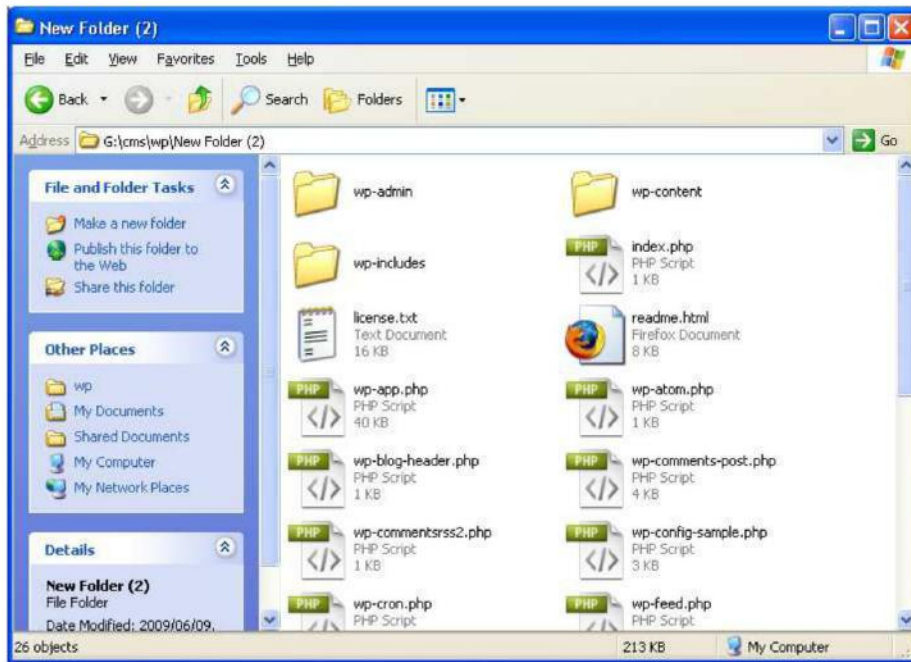 New Folder (2)
File Edit View Favorites Tools Help
Back Search Folders
Address G:\cms\wp\New Folder (2) Go
File and Folder Tasks
Make a new folder
Publish this folder to
the Web
Share this folder
Other Places
wp
My Documents
Shared Documents
My Computer
My Network Places
Details
New Folder (2)
File Folder
Date Modified: 2009/06/09,
wp-admin
wp-content
wp-includes
PHP
index.php
PHP Script
1 KB
license.txt
Text Document
16 KB
readme.html
Firefox Document
8 KB
PHP
wp-app.php
PHP Script
40 KB
PHP
wp-atom.php
PHP Script
1 KB
PHP
wp-blog-header.php
PHP Script
1 KB
PHP
wp-comments-post.php
PHP Script
4 KB
PHP
wp-commentsrss2.php
PHP Script
1 KB
PHP
wp-config-sample.php
PHP Script
3 KB
PHP
wp-cron.php
PHP Script
PHP
wp-feed.php
PHP Script
26 objects 213 KB My Computer